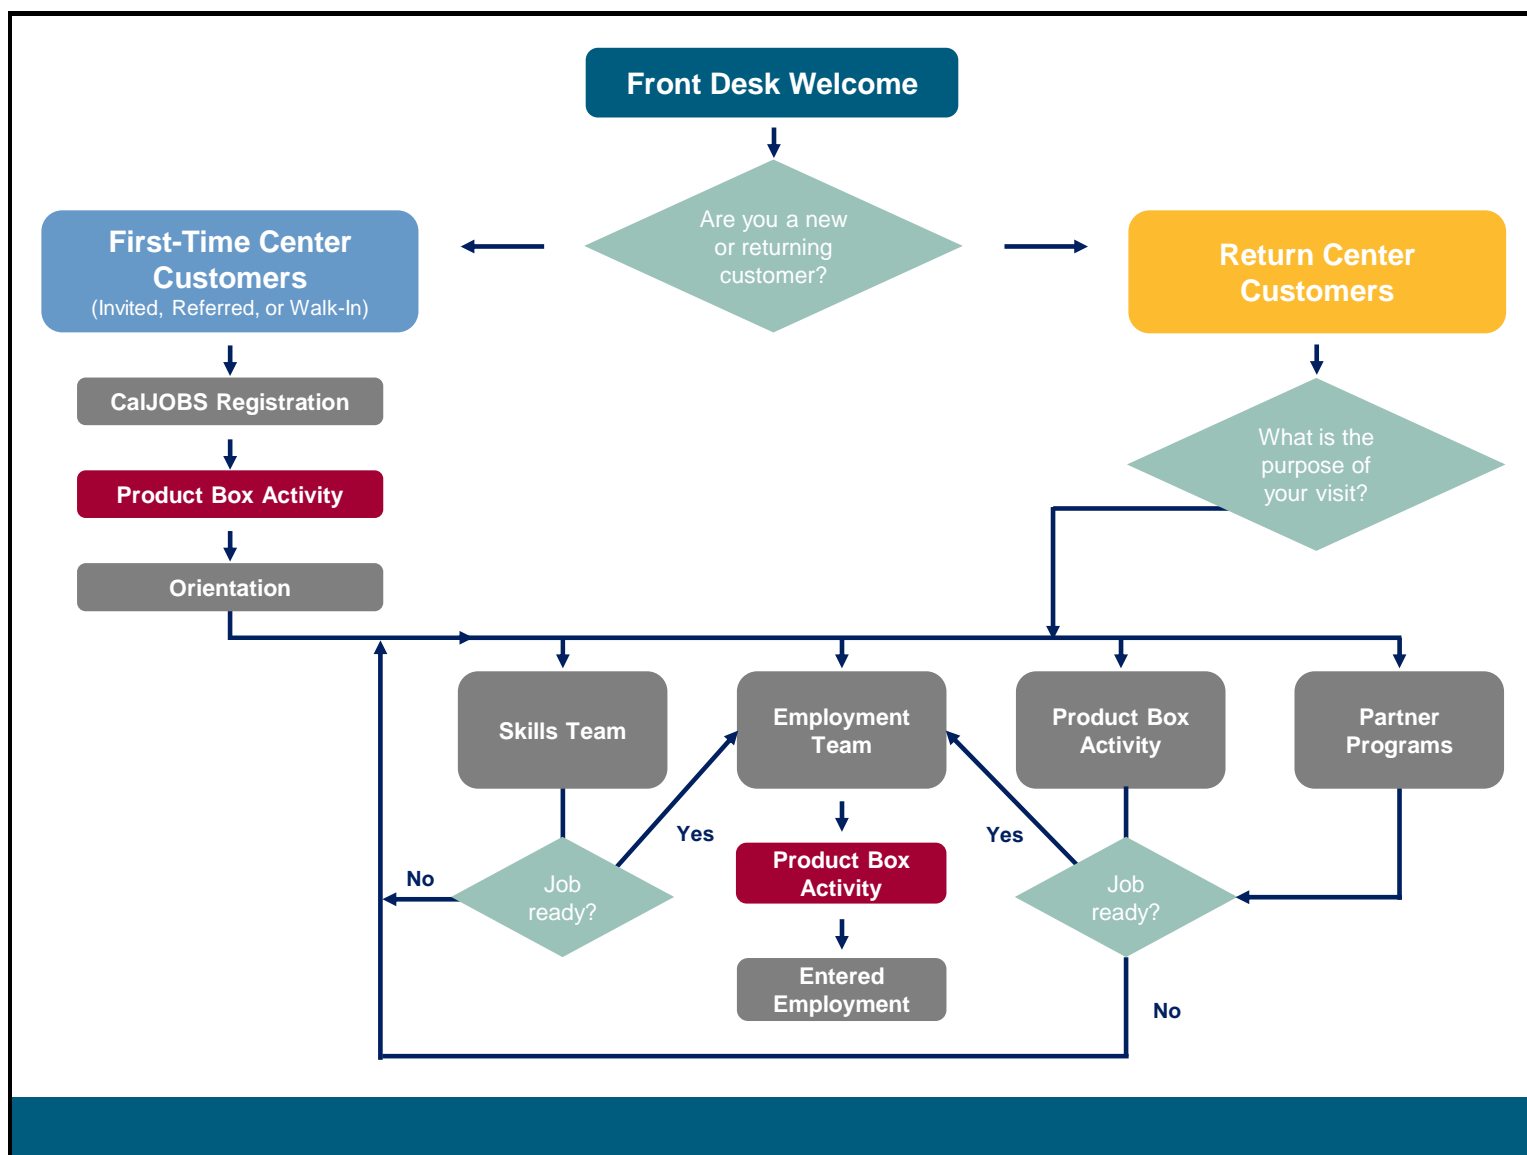 Front Desk Welcome
Are you a new
or returning
customer?
First-Time Center
Customers
(Invited, Referred, or Walk-In)
Return Center
Customers
CalJOBS Registration
Product Box Activity
Orientation
What is the
purpose of
your visit?
Skills Team
Employment
Team
Product Box
Activity
Partner
Programs
Yes
Yes
No
Job
ready?
Product Box
Activity
Job
ready?
Entered
Employment
No